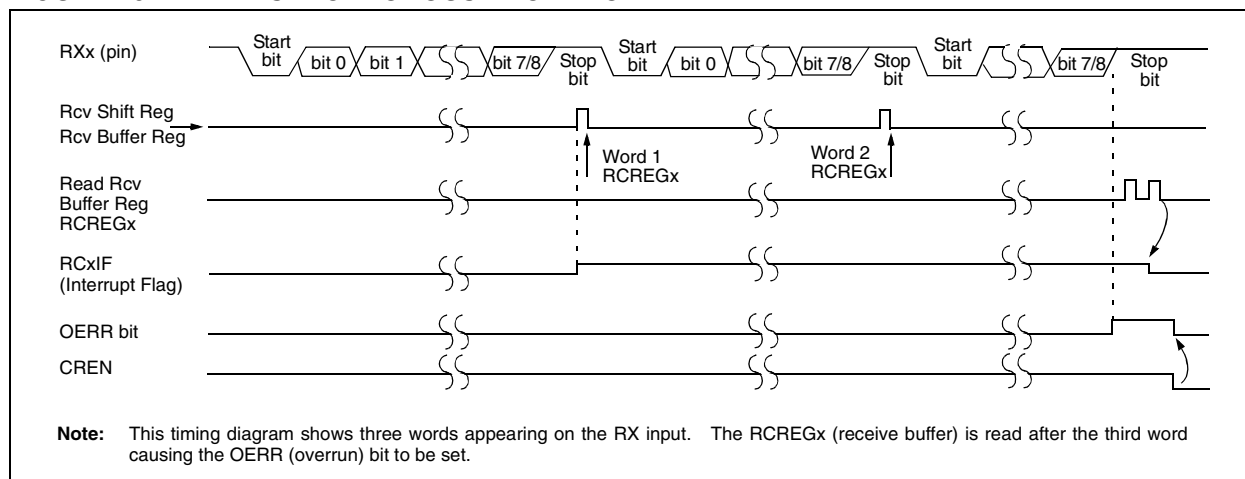 RXx (pin)
Start bit
bit 0
bit 1
bit 7/8
Stop bit
Start bit
bit 0
bit 7/8
Stop bit
Start bit
bit 7/8
Stop bit
Rcv Shift Reg
Rcv Buffer Reg
Word 1
RCREGx
Word 2
RCREGx
Read Rcv
Buffer Reg
RCREGx
RCxIF
(Interrupt Flag)
OERR bit
CREN
Note: This timing diagram shows three words appearing on the RX input. The RCREGx (receive buffer) is read after the third word
causing the OERR (overrun) bit to be set.